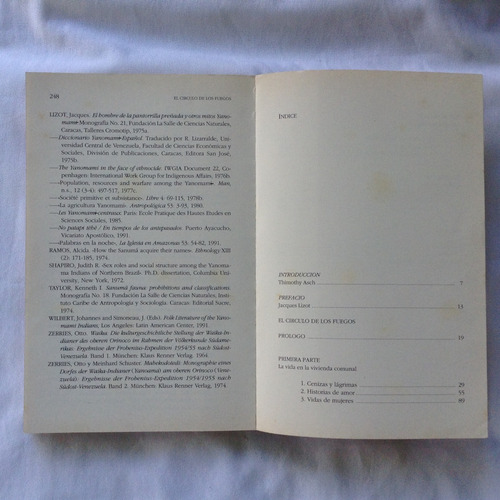 248
EL CIRCULO DE LOS FUEGOS
LIZOT, Jacques. El hombre de la pantorrilla preñada y otros mitos Yano-
mami. Monografía No. 21, Fundación La Salle de Ciencias Naturales,
Caracas, Talleres Cromotip, 1975a.
—Diccionario Yanomami-Español. Traducido por R. Lizarralde, Uni-
versidad Central de Venezuela, Facultad de Ciencias Económicas y
Sociales, División de Publicaciones, Caracas, Editora San José,
1975b.
—The Yanomami in the face of ethnocide. IWGIA Document 22, Co-
penhagen: International Work Group for Indigenous Affairs, 1976b.
—«Population, resources and warfare among the Yanomami». Man,
n.s., 12 (3-4): 497-517, 1977c.
—«Société primitive et subsistance». Libre 4: 69-115, 1978b.
—«La agricultura Yanomami». Antropológica 53: 3-93, 1980.
—Les Yanomami centraux. Paris: Ecole Pratique des Hautes Etudes en
Sciences Sociales, 1985.
—No patapi tëhë / En tiempos de los antepasados. Puerto Ayacucho,
Vicariato Apostólico, 1991.
—«Palabras en la noche». La Iglesia en Amazonas 53: 54-82, 1991.
RAMOS, Alcida. «How the Sanumá acquire their names». Ethnology XIII
(2): 171-185, 1974.
SHAPIRO, Judith R. «Sex roles and social structure among the Yanoma-
ma Indians of Northern Brazil». Ph.D. dissertation, Columbia Uni-
versity, New York, 1972.
TAYLOR, Kenneth I. Sanumá fauna: prohibitions and classifications.
Monografía No. 18. Fundación La Salle de Ciencias Naturales, Insti-
tuto Caribe de Antropología y Sociología. Caracas: Editorial Sucre,
1974.
WILBERT, Johannes and Simoneau, J. (Eds). Folk Literature of the Yano-
mami Indians, Los Angeles: Latin American Center, 1991.
ZERRIES, Otto. Waika. Die kulturgeschichtliche Stellung der Waika-In-
dianer des oberen Orinoco im Rahmen der Völkerkunde Südame-
rikas. Ergebnisse der Frobenius-Expedition 1954/55 nach Südost-
Venezuela. Band 1. München: Klaus Renner Verlag, 1964
ZERRIES, Otto y Meinhard Schuster: Mahekodotedi. Monographie eines
Dorfes der Waika-Indianer (Yanoama) am oberen Orinoco (Vene-
zuela). Ergebnisse der Frobenius-Expedition 1954/1955 nach
Südost-Venezuela. Band 2. München: Klaus Renner Verlag, 1974
INDICE
INTRODUCCION
Timothy Asch 7
PREFACIO
Jacques Lizot 13
EL CIRCULO DE LOS FUEGOS
PROLOGO 19
PRIMERA PARTE
La vida en la vivienda comunal
1. Cenizas y lágrimas 29
2. Historias de amor 55
3. Vidas de mujeres 89